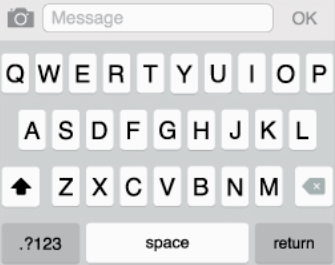 Message OK
Q W E R T Y U I O P
A S D F G H J K L
Z X C V B N M
.?123 space return